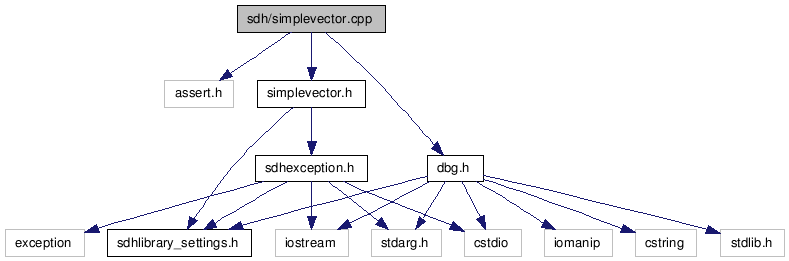 sdh/simplevector.cpp
assert.h
simplevector.h
sdhexception.h
dbg.h
exception
sdhlibrary_settings.h
iostream
stdarg.h
cstdio
iomanip
cstring
stdlib.h